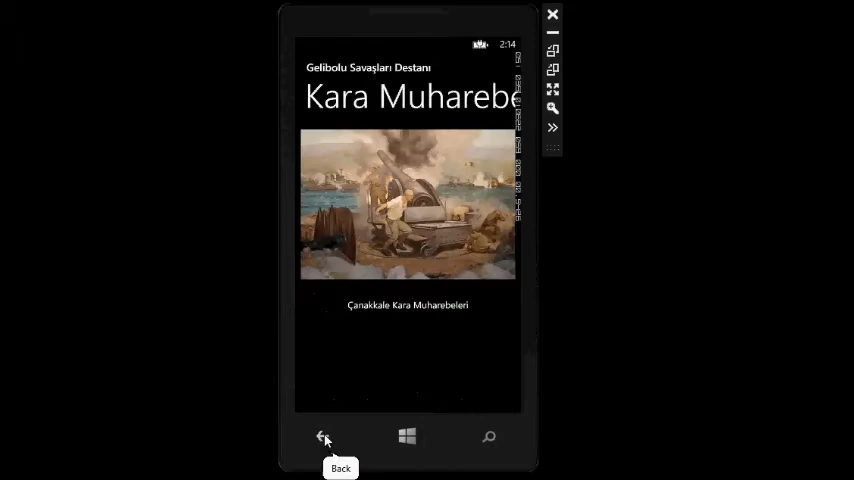 2:14
Gelibolu Savaşları Destanı
Kara Muharebe
Çanakkale Kara Muharebeleri
Back